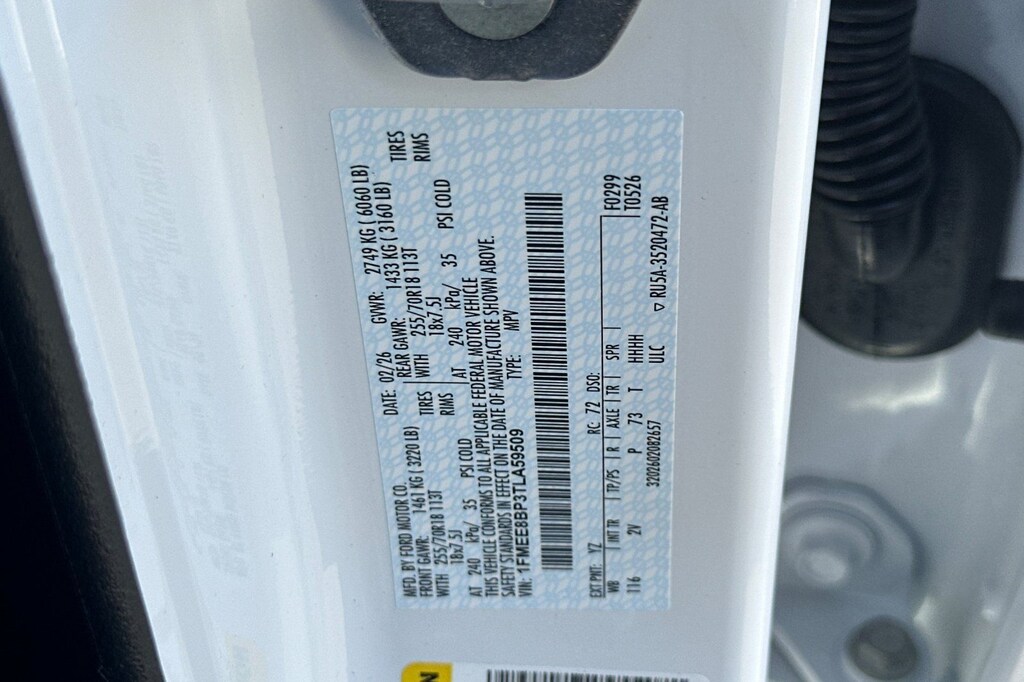 MFD. BY FORD MOTOR CO. DATE: 02/26 GVWR: 2749 KG ( 6060 LB)
FRONT GAWR: 1461 KG ( 3220 LB) REAR GAWR: 1433 KG ( 3160 LB)
WITH 255/70R18 113T TIRES WITH 255/70R18 113T TIRES
18x7.5J RIMS 18x7.5J RIMS
AT 240 kPa/ 35 PSI COLD AT 240 kPa/ 35 PSI COLD
THIS VEHICLE CONFORMS TO ALL APPLICABLE FEDERAL MOTOR VEHICLE
SAFETY STANDARDS IN EFFECT ON THE DATE OF MANUFACTURE SHOWN ABOVE.
VIN: 1FMEE8BP3TLA59509 TYPE: MPV
EXT PNT: YZ RC: 72 DSO: F0299
WB INT TR TP/PS R AXLE TR SPR T0526
116 2V P 73 T HHHH
3202602082657 ULC
RU5A-3520472-AB
N